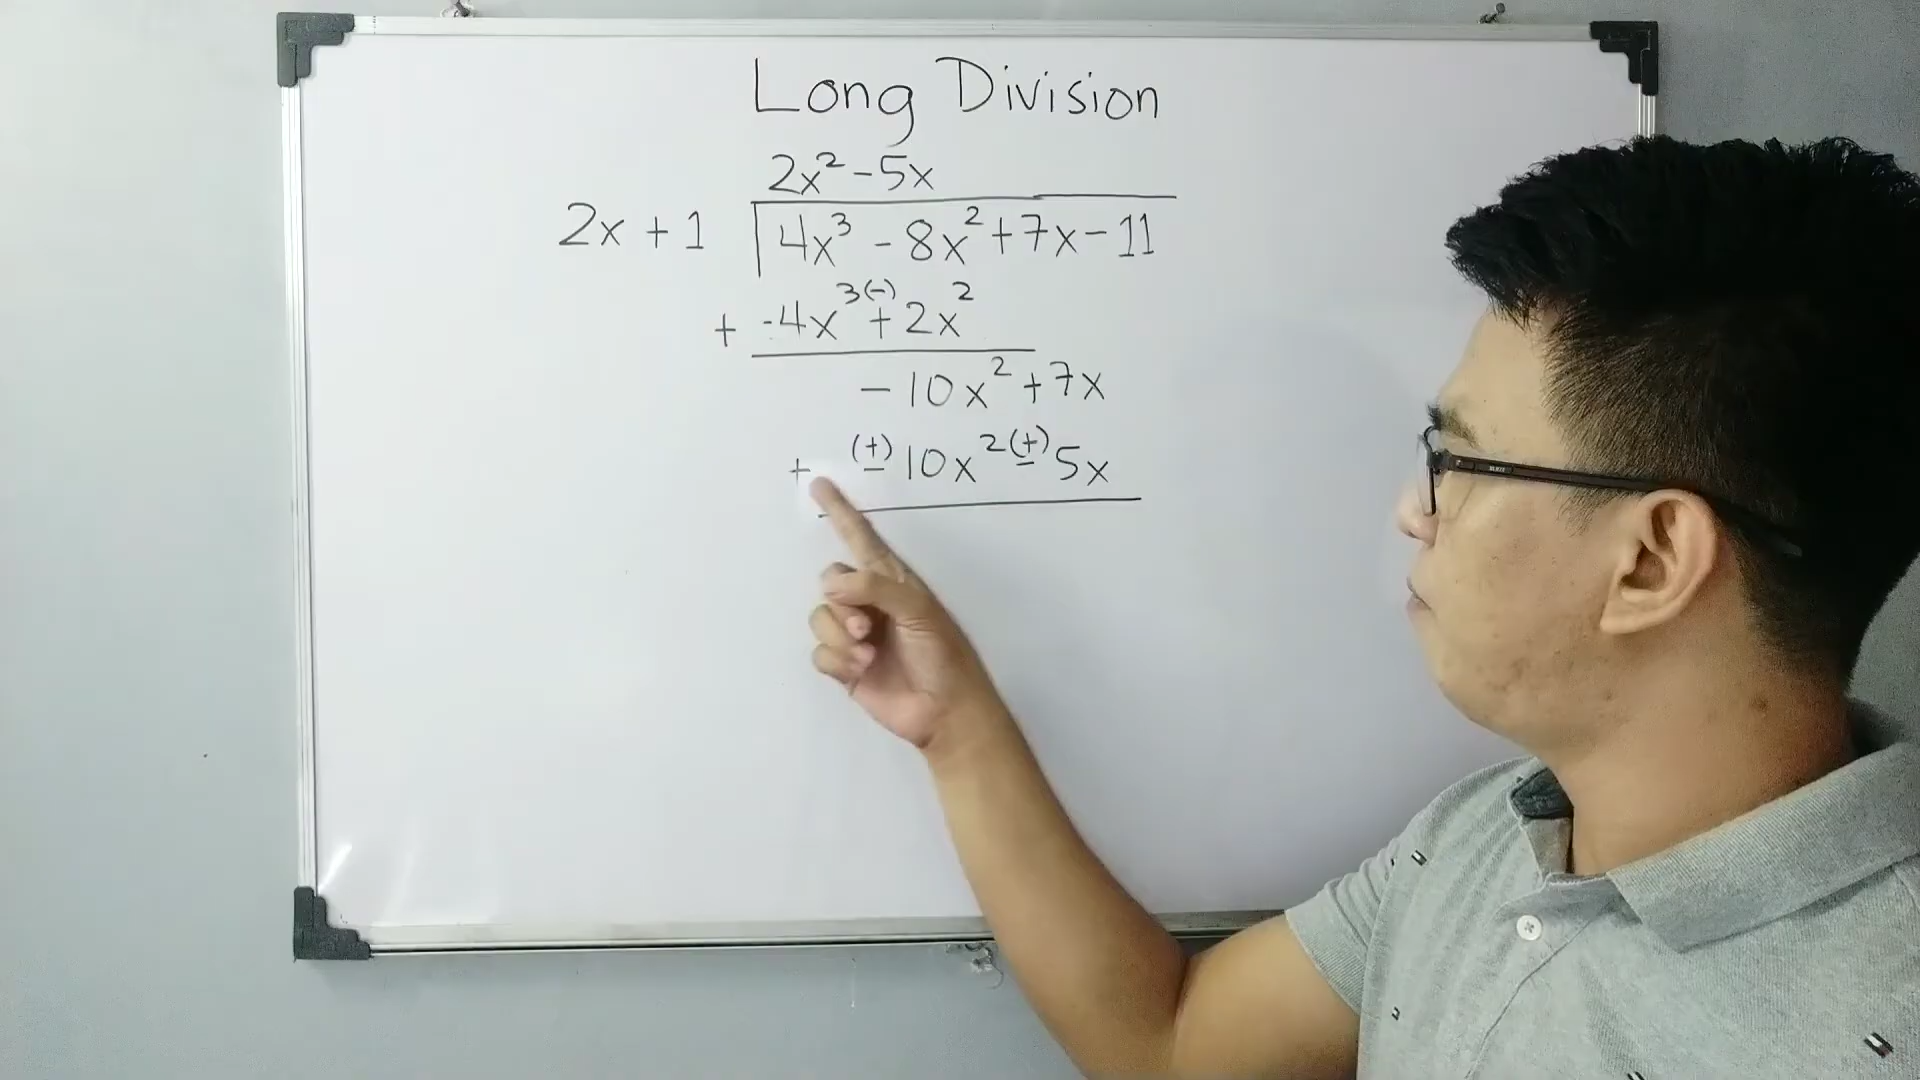 Long Division
2x² - 5x
2x + 1 4x³ - 8x² + 7x - 11
+ -4x³ (-)+ 2x²
- 10x² + 7x
+ (+)- 10x² (+)- 5x